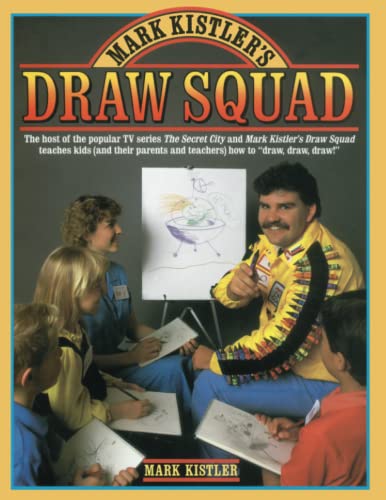 MARK KISTLER'S
DRAW SQUAD
The host of the popular TV series The Secret City and Mark Kistler's Draw Squad
teaches kids (and their parents and teachers) how to "draw, draw, draw!"
MARK KISTLER